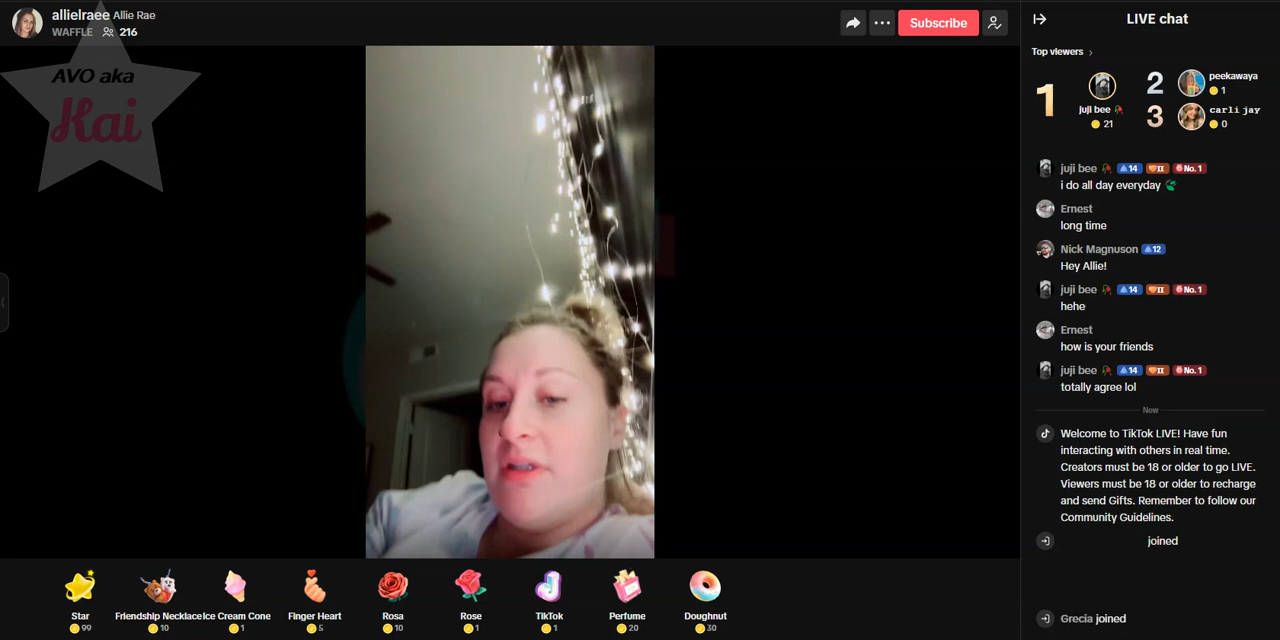 allielraee Allie Rae
WAFFLE 216
AVO aka
Kai
Subscribe
LIVE chat
Top viewers
1
juji bee
21
2
peekawaya
1
3
carli jay
0
juji bee 14 II No. 1
i do all day everyday
Ernest
long time
Nick Magnuson 12
Hey Allie!
juji bee 14 II No. 1
hehe
Ernest
how is your friends
juji bee 14 II No. 1
totally agree lol
Now
Welcome to TikTok LIVE! Have fun
interacting with others in real time.
Creators must be 18 or older to go LIVE.
Viewers must be 18 or older to recharge
and send Gifts. Remember to follow our
Community Guidelines.
joined
Grecia joined
Star
99
Friendship Necklace
10
Ice Cream Cone
1
Finger Heart
5
Rosa
10
Rose
1
TikTok
1
Perfume
20
Doughnut
30